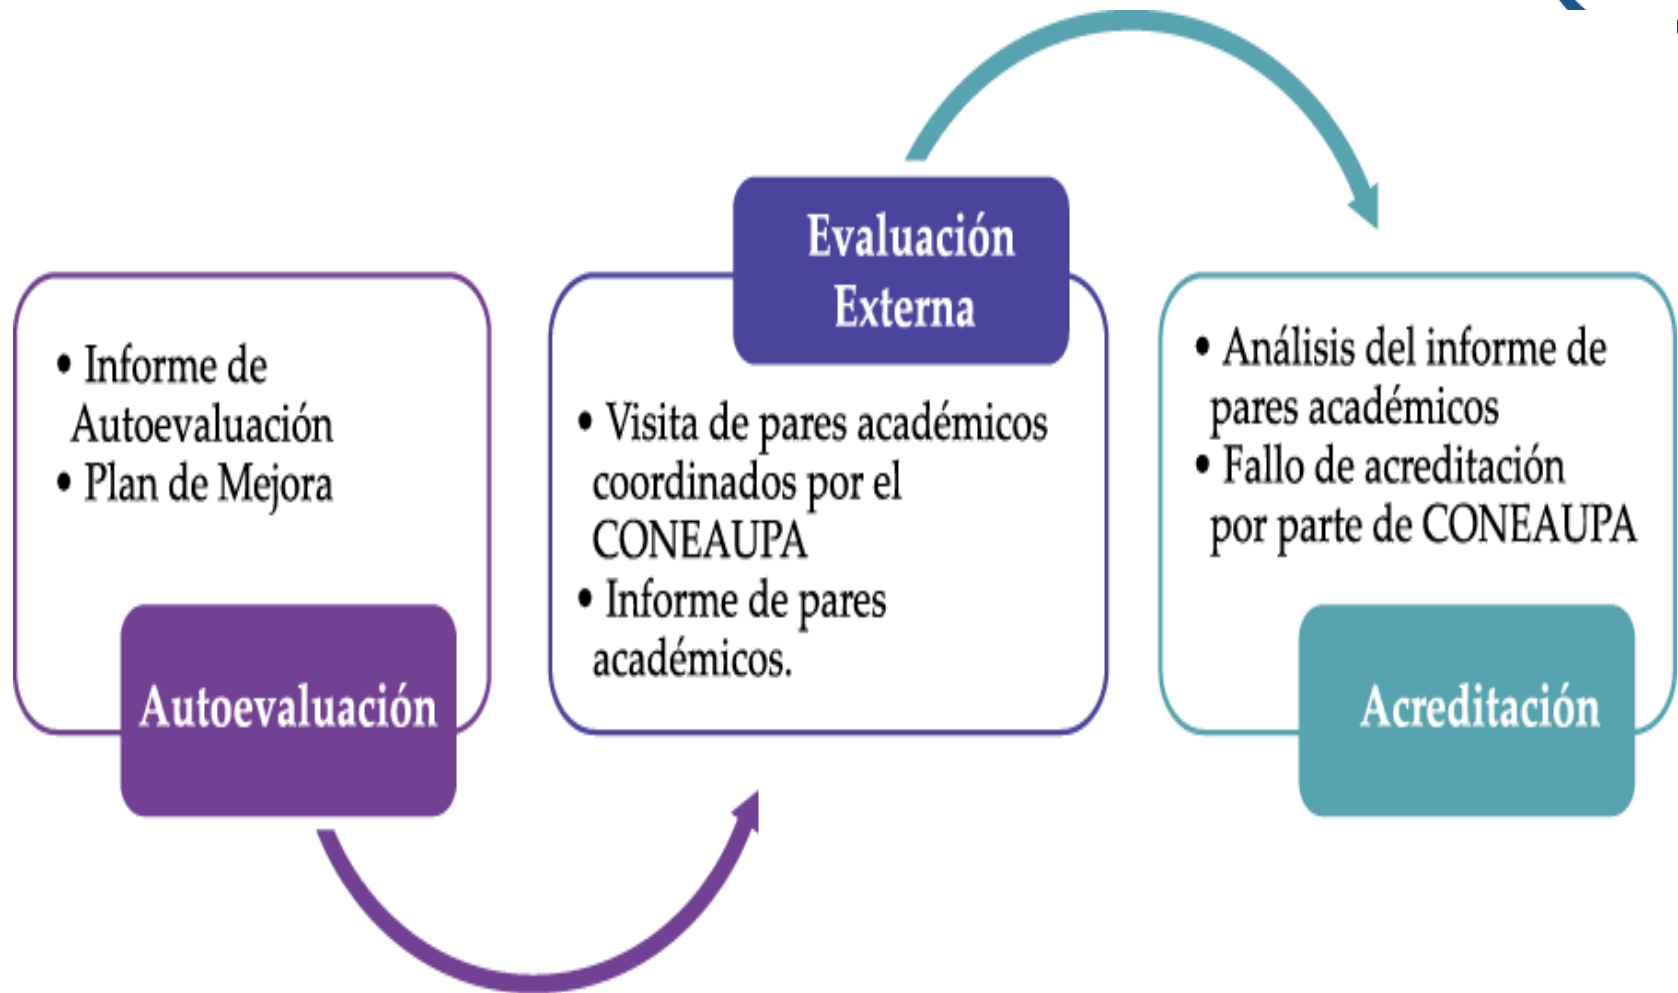 • Informe de
Autoevaluación
• Plan de Mejora
Autoevaluación
Evaluación
Externa
• Visita de pares académicos
coordinados por el
CONEAUPA
• Informe de pares
académicos.
• Análisis del informe de
pares académicos
• Fallo de acreditación
por parte de CONEAUPA
Acreditación